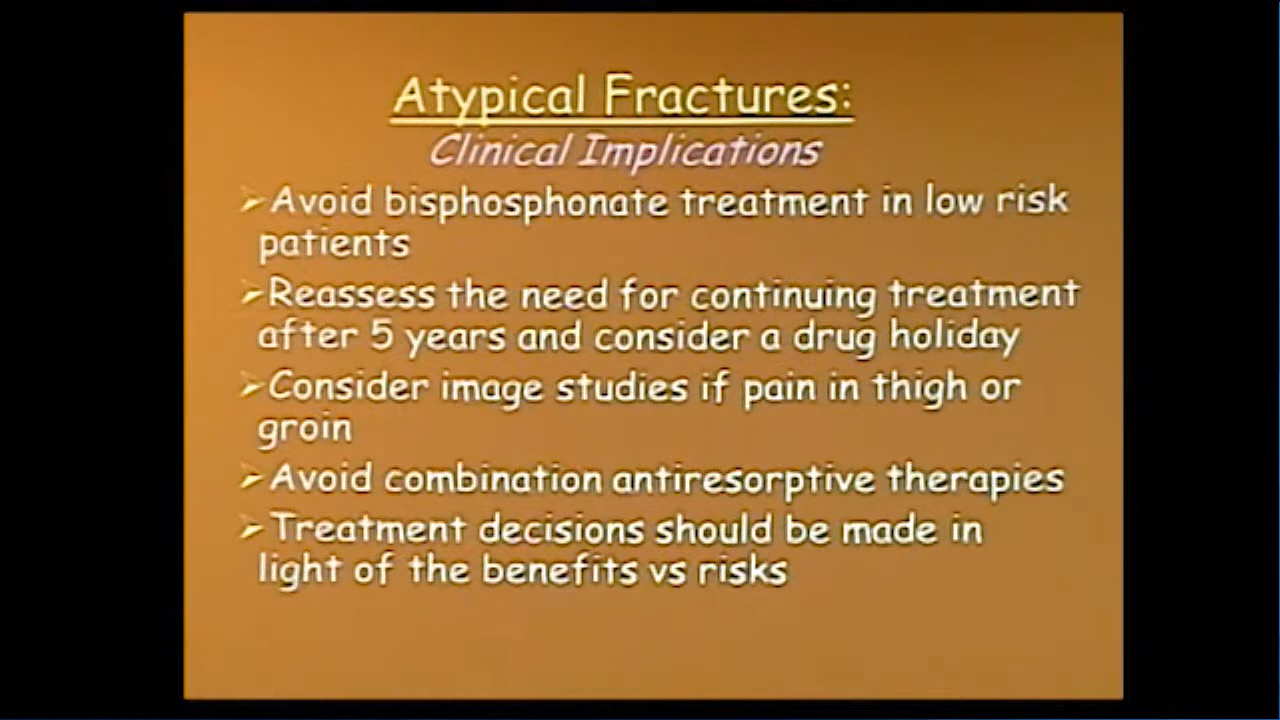 Atypical Fractures:
Clinical Implications
➢Avoid bisphosphonate treatment in low risk
patients
➢Reassess the need for continuing treatment
after 5 years and consider a drug holiday
➢Consider image studies if pain in thigh or
groin
➢Avoid combination antiresorptive therapies
➢Treatment decisions should be made in
light of the benefits vs risks